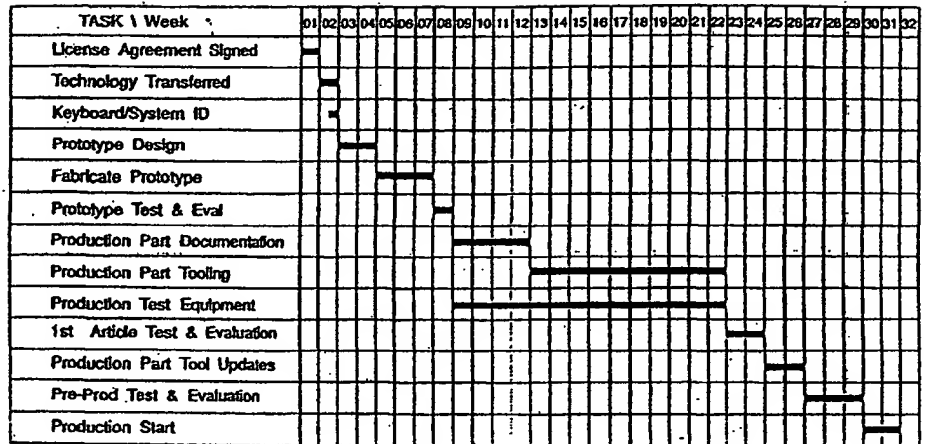 TASK \ Week 01 02 03 04 05 06 07 08 09 10 11 12 13 14 15 16 17 18 19 20 21 22 23 24 25 26 27 28 29 30 31 32
License Agreement Signed
Technology Transferred
Keyboard/System ID
Prototype Design
Fabricate Prototype
Prototype Test & Eval
Production Part Documentation
Production Part Tooling
Production Test Equipment
1st Article Test & Evaluation
Production Part Tool Updates
Pre-Prod Test & Evaluation
Production Start